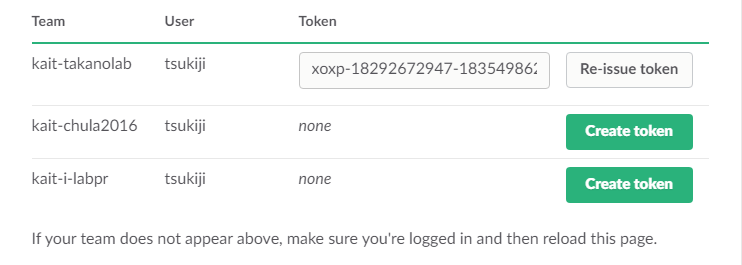 Team User Token
kait-takanolab tsukiji xoxp-18292672947-183549862 Re-issue token
kait-chula2016 tsukiji none Create token
kait-i-labpr tsukiji none Create token
If your team does not appear above, make sure you're logged in and then reload this page.